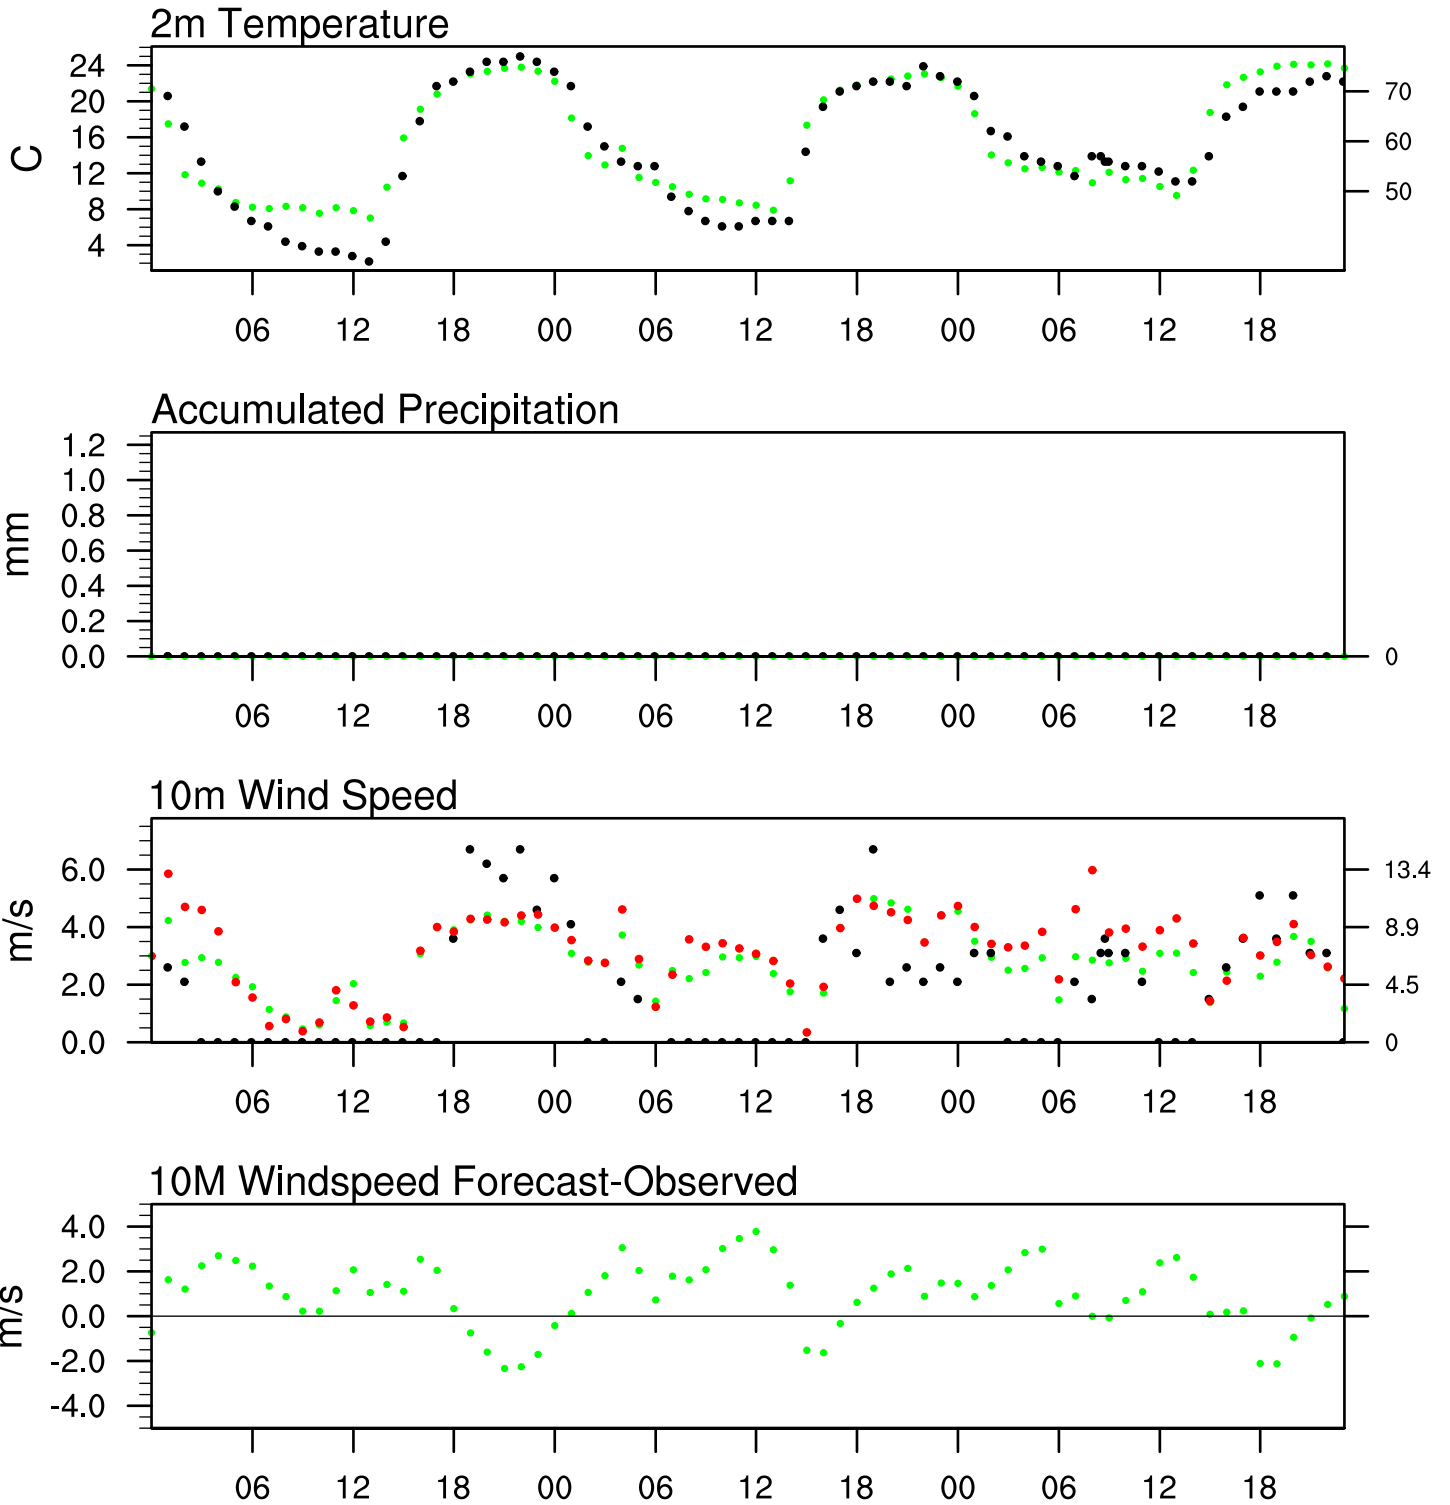 2m Temperature
C
24
20
16
12
8
4
70
60
50
06 12 18 00 06 12 18 00 06 12 18
Accumulated Precipitation
mm
1.2
1.0
0.8
0.6
0.4
0.2
0.0
0
06 12 18 00 06 12 18 00 06 12 18
10m Wind Speed
m/s
6.0
4.0
2.0
0.0
13.4
8.9
4.5
0
06 12 18 00 06 12 18 00 06 12 18
10M Windspeed Forecast-Observed
m/s
4.0
2.0
0.0
-2.0
-4.0
06 12 18 00 06 12 18 00 06 12 18